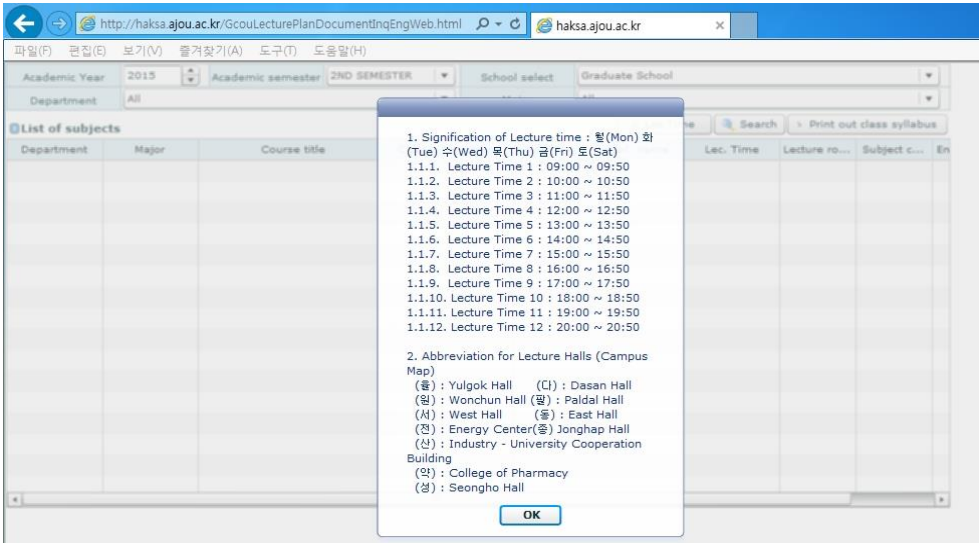 http://haksa.ajou.ac.kr/GcouLecturePlanDocumentInqEngWeb.html haksa.ajou.ac.kr
파일(F) 편집(E) 보기(V) 즐겨찾기(A) 도구(T) 도움말(H)
Academic Year 2015 Academic semester 2ND SEMESTER School select Graduate School
Department All
List of subjects Search Print out class syllabus
Department Major Course title Lec. Time Lecture ro... Subject c... En
1. Signification of Lecture time : 월(Mon) 화
(Tue) 수(Wed) 목(Thu) 금(Fri) 토(Sat)
1.1.1. Lecture Time 1 : 09:00 ~ 09:50
1.1.2. Lecture Time 2 : 10:00 ~ 10:50
1.1.3. Lecture Time 3 : 11:00 ~ 11:50
1.1.4. Lecture Time 4 : 12:00 ~ 12:50
1.1.5. Lecture Time 5 : 13:00 ~ 13:50
1.1.6. Lecture Time 6 : 14:00 ~ 14:50
1.1.7. Lecture Time 7 : 15:00 ~ 15:50
1.1.8. Lecture Time 8 : 16:00 ~ 16:50
1.1.9. Lecture Time 9 : 17:00 ~ 17:50
1.1.10. Lecture Time 10 : 18:00 ~ 18:50
1.1.11. Lecture Time 11 : 19:00 ~ 19:50
1.1.12. Lecture Time 12 : 20:00 ~ 20:50
2. Abbreviation for Lecture Halls (Campus
Map)
(율) : Yulgok Hall (다) : Dasan Hall
(원) : Wonchun Hall (팔) : Paldal Hall
(서) : West Hall (동) : East Hall
(전) : Energy Center(종) Jonghap Hall
(산) : Industry - University Cooperation
Building
(약) : College of Pharmacy
(성) : Seongho Hall
OK